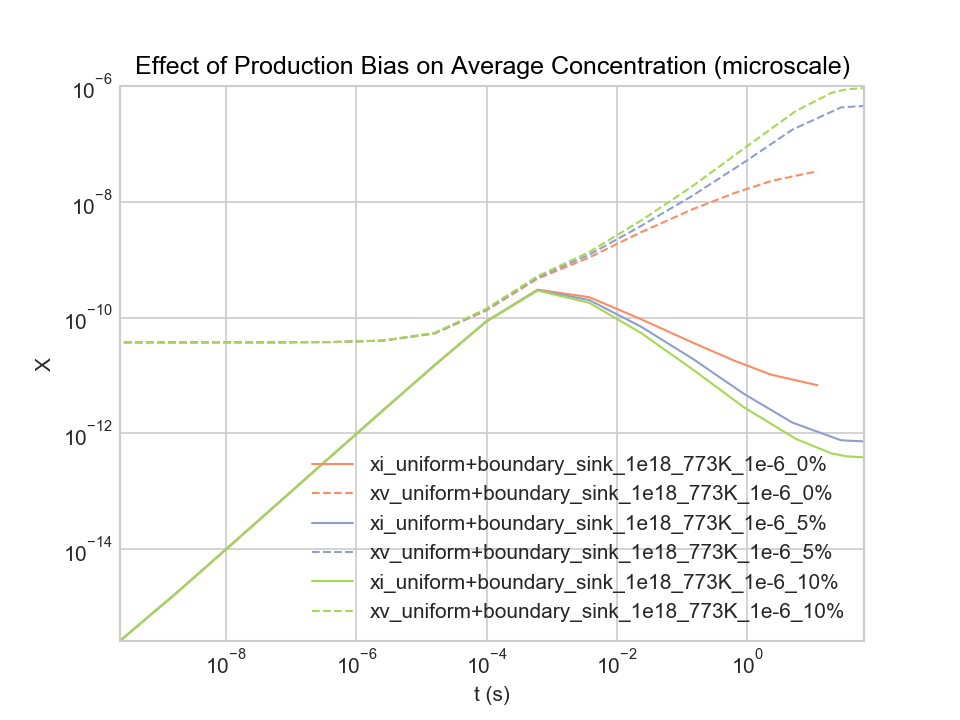 Effect of Production Bias on Average Concentration (microscale)
10⁻⁶
10⁻⁸
10⁻¹⁰
10⁻¹²
10⁻¹⁴
X
xi_uniform+boundary_sink_1e18_773K_1e-6_0%
xv_uniform+boundary_sink_1e18_773K_1e-6_0%
xi_uniform+boundary_sink_1e18_773K_1e-6_5%
xv_uniform+boundary_sink_1e18_773K_1e-6_5%
xi_uniform+boundary_sink_1e18_773K_1e-6_10%
xv_uniform+boundary_sink_1e18_773K_1e-6_10%
10⁻⁸ 10⁻⁶ 10⁻⁴ 10⁻² 10⁰
t (s)